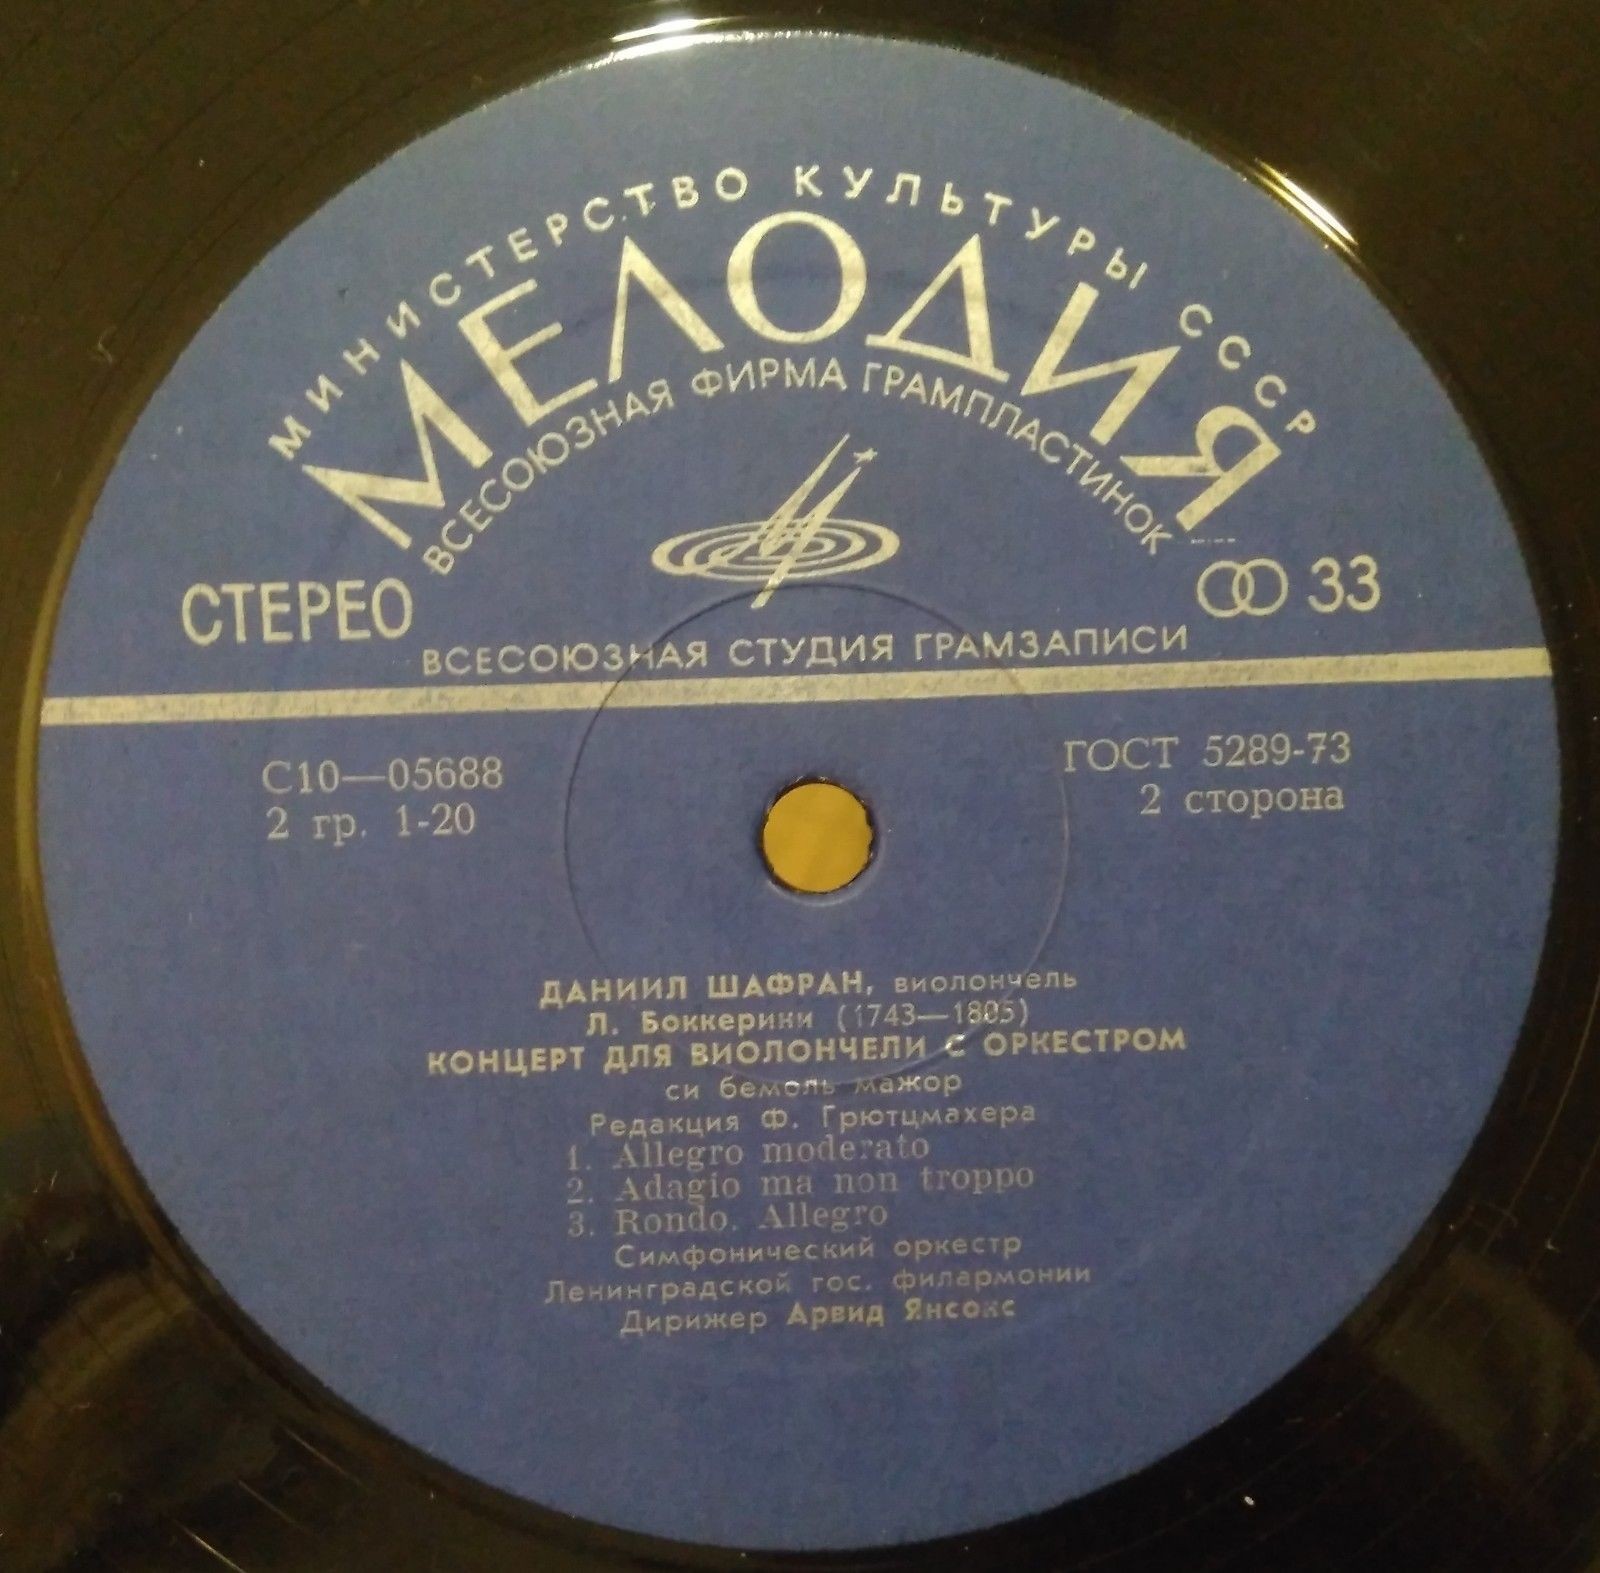 МИНИСТЕРСТВО КУЛЬТУРЫ СССР
МЕЛОДИЯ
ВСЕСОЮЗНАЯ ФИРМА ГРАМПЛАСТИНОК
СТЕРЕО
33
ВСЕСОЮЗНАЯ СТУДИЯ ГРАМЗАПИСИ
С10—05688
ГОСТ 5289-73
2 гр. 1-20
2 сторона
ДАНИИЛ ШАФРАН, виолончель
Л. Боккерини (1743—1805)
КОНЦЕРТ ДЛЯ ВИОЛОНЧЕЛИ С ОРКЕСТРОМ
си бемоль мажор
Редакция Ф. Грютцмахера
1. Allegro moderato
2. Adagio ma non troppo
3. Rondo. Allegro
Симфонический оркестр
Ленинградской гос. филармонии
Дирижер Арвид Янсонс